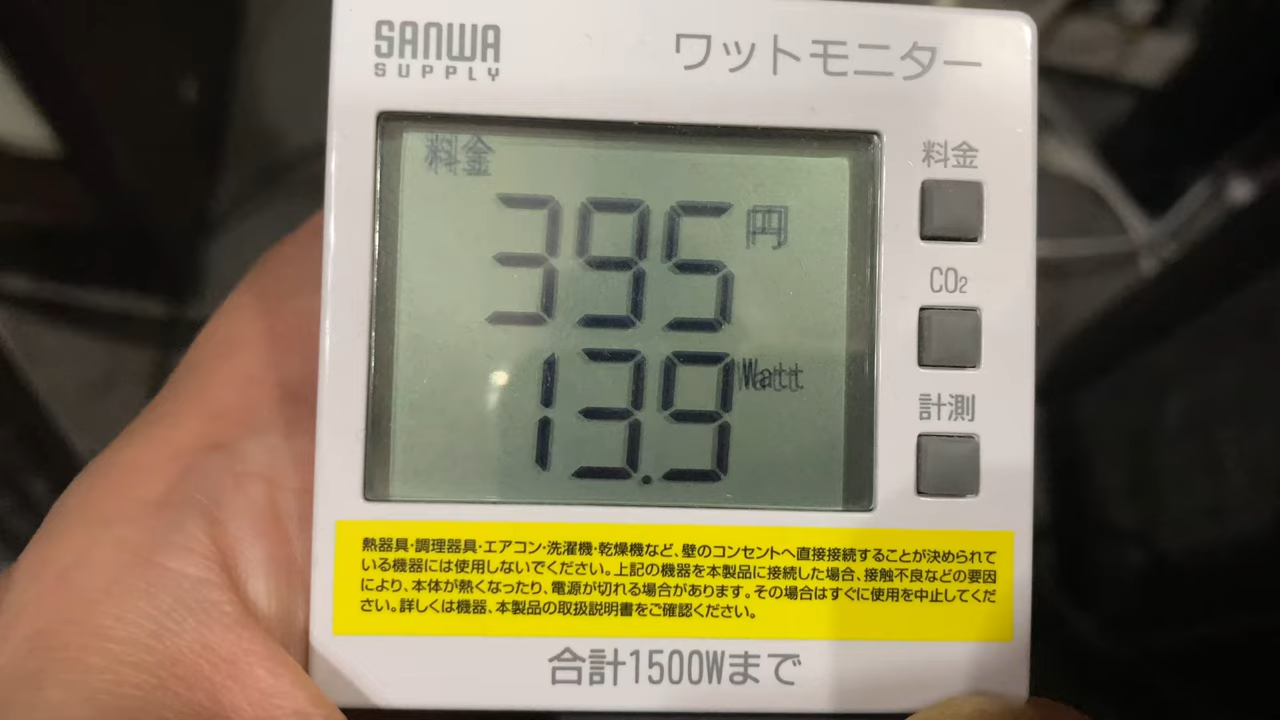 SANWA
SUPPLY
ワットモニター
料金
395円
13.9Watt
料金
CO2
計測
熱器具・調理器具・エアコン・洗濯機・乾燥機など、壁のコンセントへ直接接続することが決められて
いる機器には使用しないでください。上記の機器を本製品に接続した場合、接触不良などの要因
により、本体が熱くなったり、電源が切れる場合があります。その場合はすぐに使用を中止してくだ
さい。詳しくは機器、本製品の取扱説明書をご確認ください。
合計1500Wまで